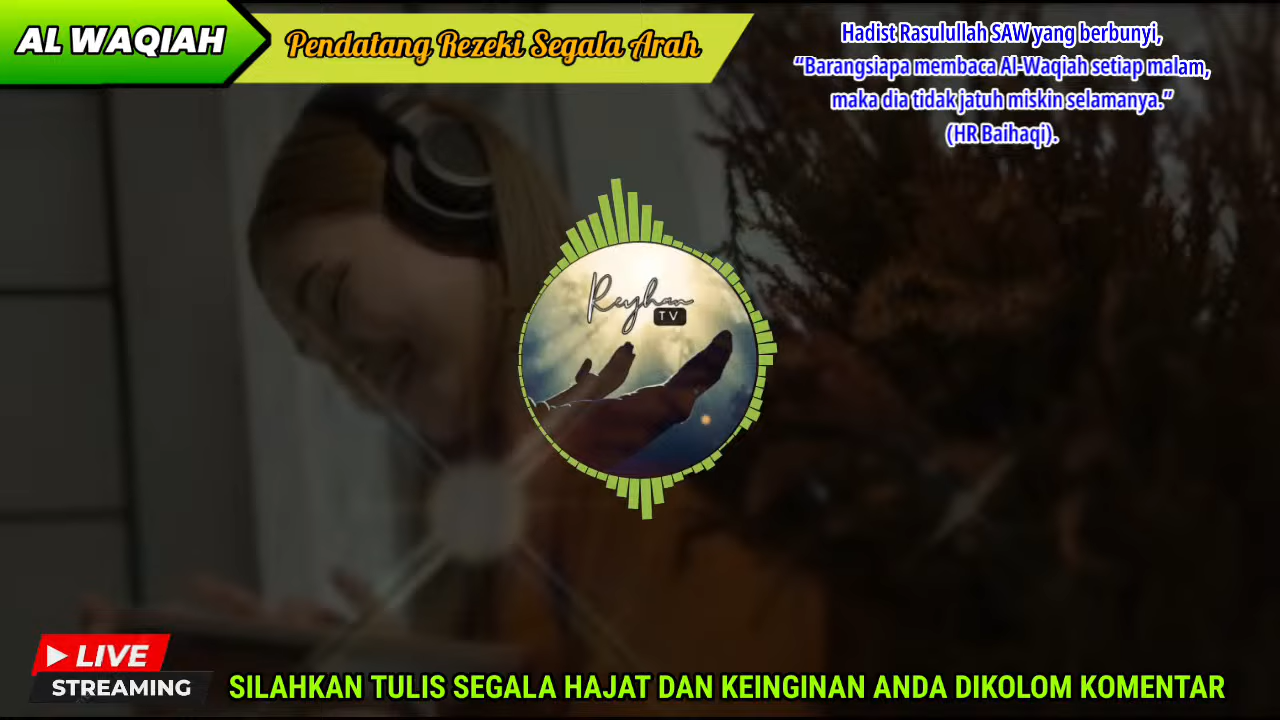 AL WAQIAH
Pendatang Rezeki Segala Arah
Hadist Rasulullah SAW yang berbunyi,
“Barangsiapa membaca Al-Waqiah setiap malam,
maka dia tidak jatuh miskin selamanya.”
(HR Baihaqi).
Reyhan
TV
LIVE
STREAMING
SILAHKAN TULIS SEGALA HAJAT DAN KEINGINAN ANDA DIKOLOM KOMENTAR